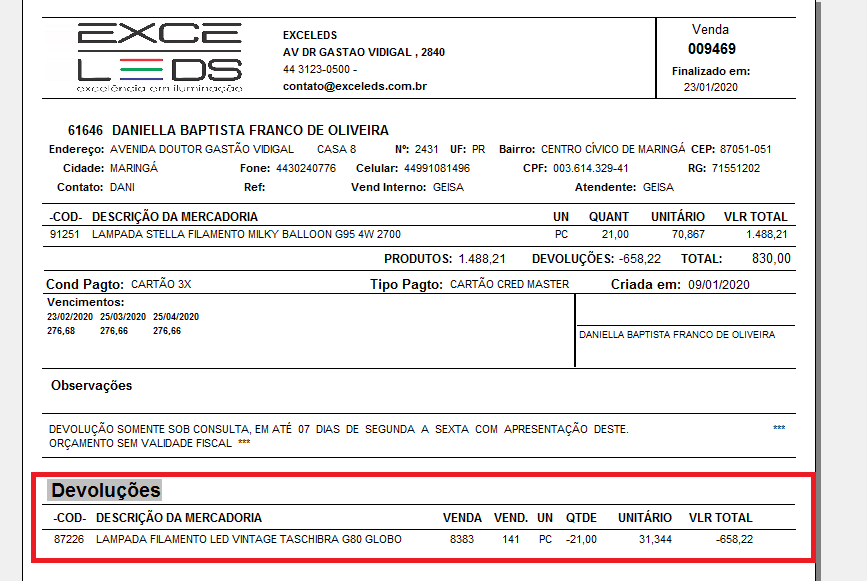 EXCE
LEDS
excelência em iluminação
EXCELEDS
AV DR GASTAO VIDIGAL , 2840
44 3123-0500 -
contato@exceleds.com.br
Venda
009469
Finalizado em:
23/01/2020
61646 DANIELLA BAPTISTA FRANCO DE OLIVEIRA
Endereço: AVENIDA DOUTOR GASTÃO VIDIGAL CASA 8 Nº: 2431 UF: PR Bairro: CENTRO CÍVICO DE MARINGÁ CEP: 87051-051
Cidade: MARINGÁ Fone: 4430240776 Celular: 44991081496 CPF: 003.614.329-41 RG: 71551202
Contato: DANI Ref: Vend Interno: GEISA Atendente: GEISA
-COD- DESCRIÇÃO DA MERCADORIA UN QUANT UNITÁRIO VLR TOTAL
91251 LAMPADA STELLA FILAMENTO MILKY BALLOON G95 4W 2700 PC 21,00 70,867 1.488,21
PRODUTOS: 1.488,21 DEVOLUÇÕES: -658,22 TOTAL: 830,00
Cond Pagto: CARTÃO 3X Tipo Pagto: CARTÃO CRED MASTER Criada em: 09/01/2020
Vencimentos:
23/02/2020 25/03/2020 25/04/2020
276,68 276,66 276,66
DANIELLA BAPTISTA FRANCO DE OLIVEIRA
Observações
DEVOLUÇÃO SOMENTE SOB CONSULTA, EM ATÉ 07 DIAS DE SEGUNDA A SEXTA COM APRESENTAÇÃO DESTE. ***
ORÇAMENTO SEM VALIDADE FISCAL ***
Devoluções
-COD- DESCRIÇÃO DA MERCADORIA VENDA VEND. UN QTDE UNITÁRIO VLR TOTAL
87226 LAMPADA FILAMENTO LED VINTAGE TASCHIBRA G80 GLOBO 8383 141 PC -21,00 31,344 -658,22